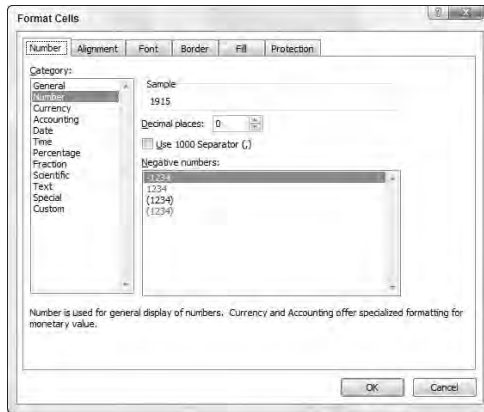 Format Cells
Number Alignment Font Border Fill Protection
Category:
General
Number
Currency
Accounting
Date
Time
Percentage
Fraction
Scientific
Text
Special
Custom
Sample
1915
Decimal places: 0
Use 1000 Separator (,)
Negative numbers:
-1234
1234
(1234)
(1234)
Number is used for general display of numbers. Currency and Accounting offer specialized formatting for
monetary value.
OK Cancel